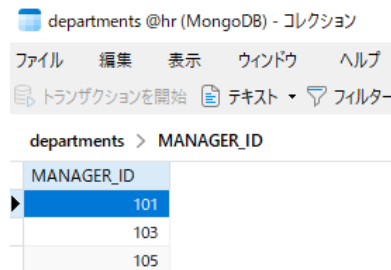 departments @hr (MongoDB) - コレクション
ファイル 編集 表示 ウィンドウ ヘルプ
トランザクションを開始 テキスト フィルター
departments > MANAGER_ID
MANAGER_ID
101
103
105